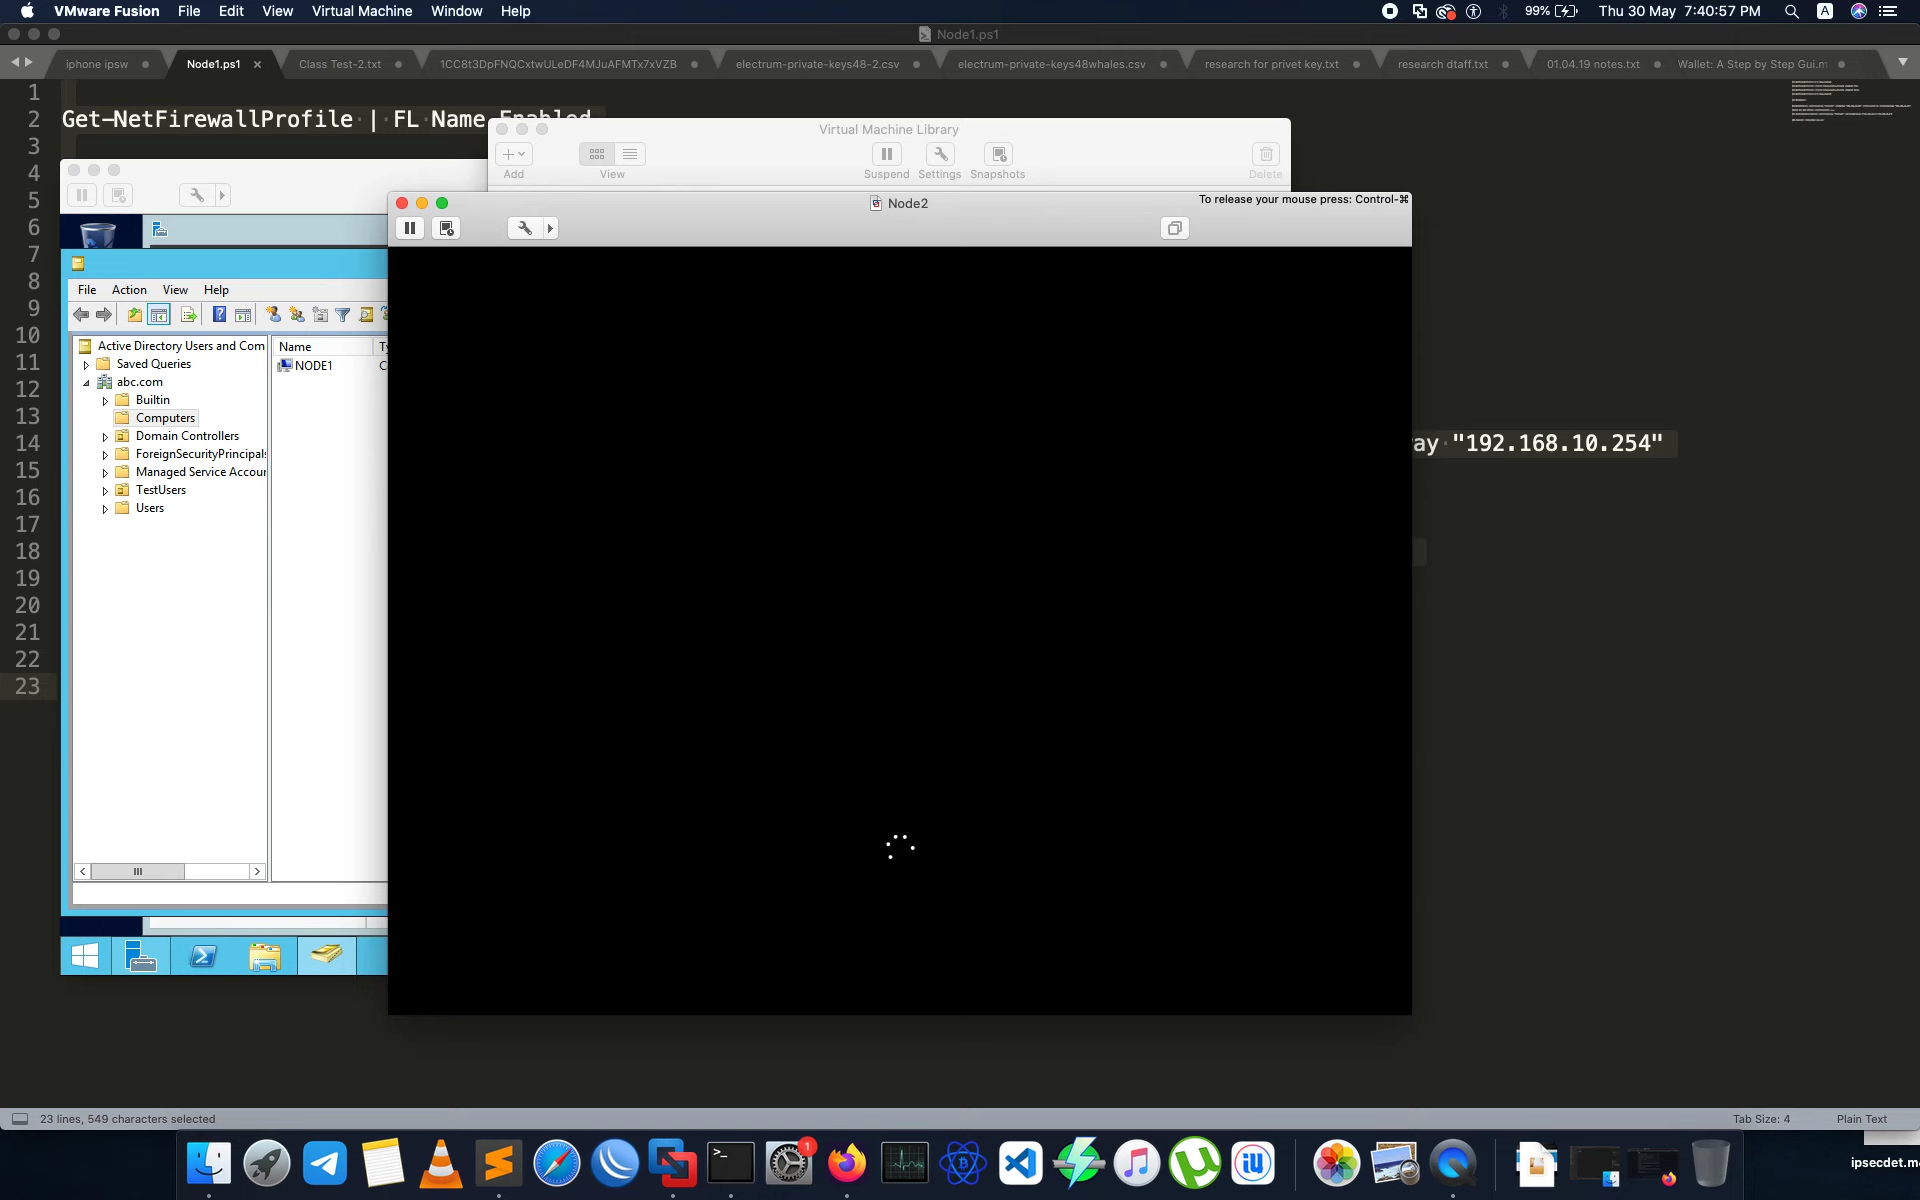 VMware Fusion File Edit View Virtual Machine Window Help 99% Thu 30 May 7:40:57 PM A
Node1.ps1
iphone ipsw Node1.ps1 Class Test-2.txt 1CC8t3DpFNQCxtwULeDF4MJuAFMTx7xVZB electrum-private-keys48-2.csv electrum-private-keys48whales.csv research for privet key.txt research dtaff.txt 01.04.19 notes.txt Wallet: A Step by Step Gui.m
1
2 Get-NetFirewallProfile | FL Name Enabled
3
4
5
6
7
8
9
10
11
12
13
14 ay "192.168.10.254"
15
16
17
18
19
20
21
22
23
Virtual Machine Library
Add View Suspend Settings Snapshots Delete
Node2 To release your mouse press: Control-⌘
File Action View Help
Active Directory Users and Com
Saved Queries
abc.com
Builtin
Computers
Domain Controllers
ForeignSecurityPrincipals
Managed Service Accour
TestUsers
Users
Name
NODE1 C
23 lines, 549 characters selected Tab Size: 4 Plain Text
1
iU
ipsecdet.m